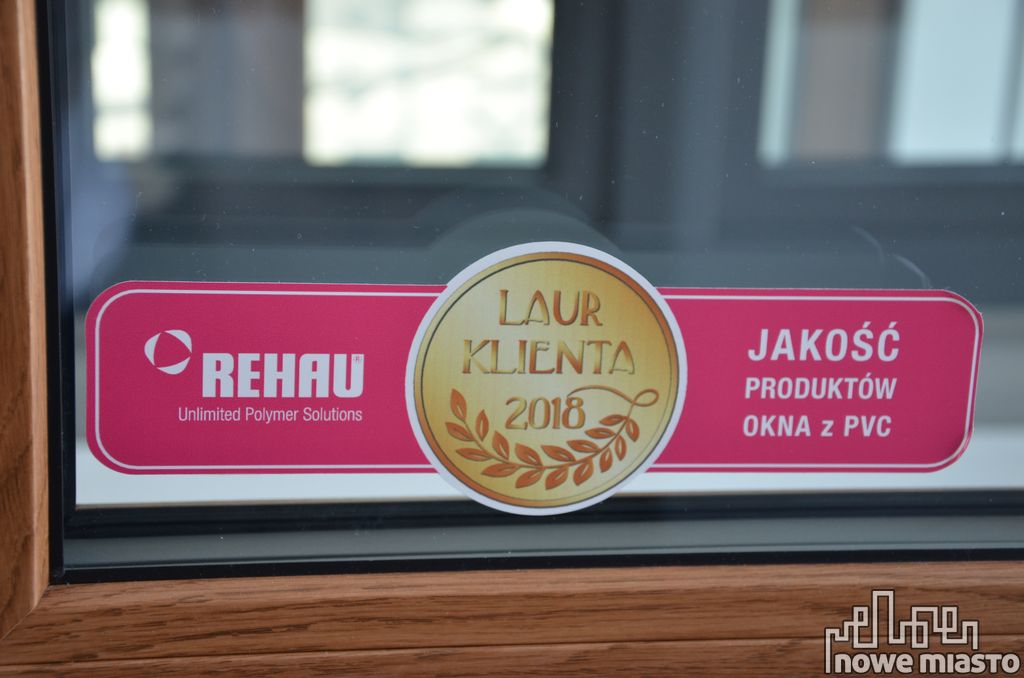 REHAU
Unlimited Polymer Solutions
LAUR
KLIENTA
2018
JAKOŚĆ
PRODUKTÓW
OKNA z PVC
nowe miasto